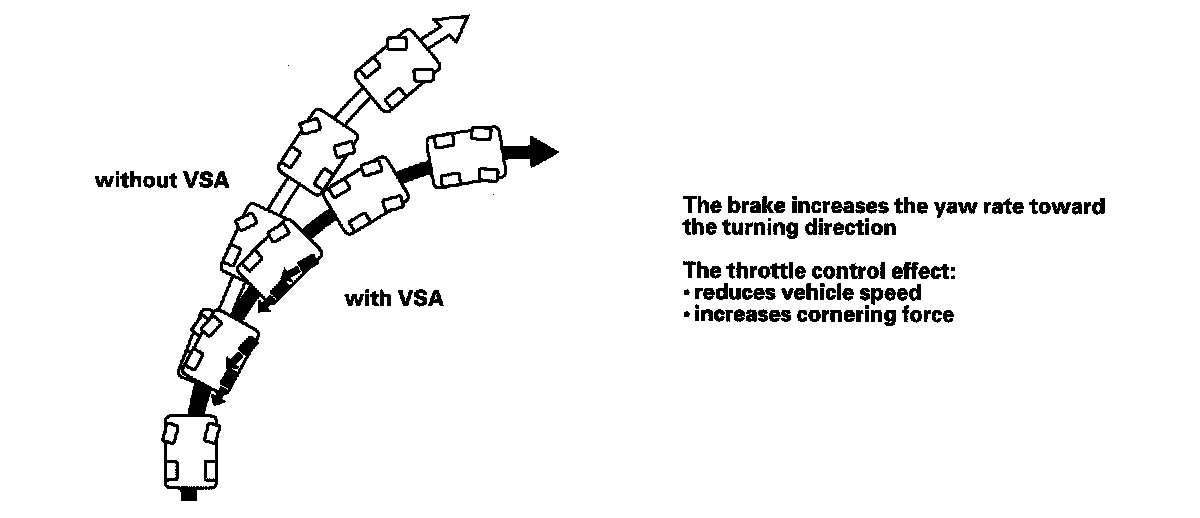 without VSA
with VSA
The brake increases the yaw rate toward
the turning direction
The throttle control effect:
• reduces vehicle speed
• increases cornering force